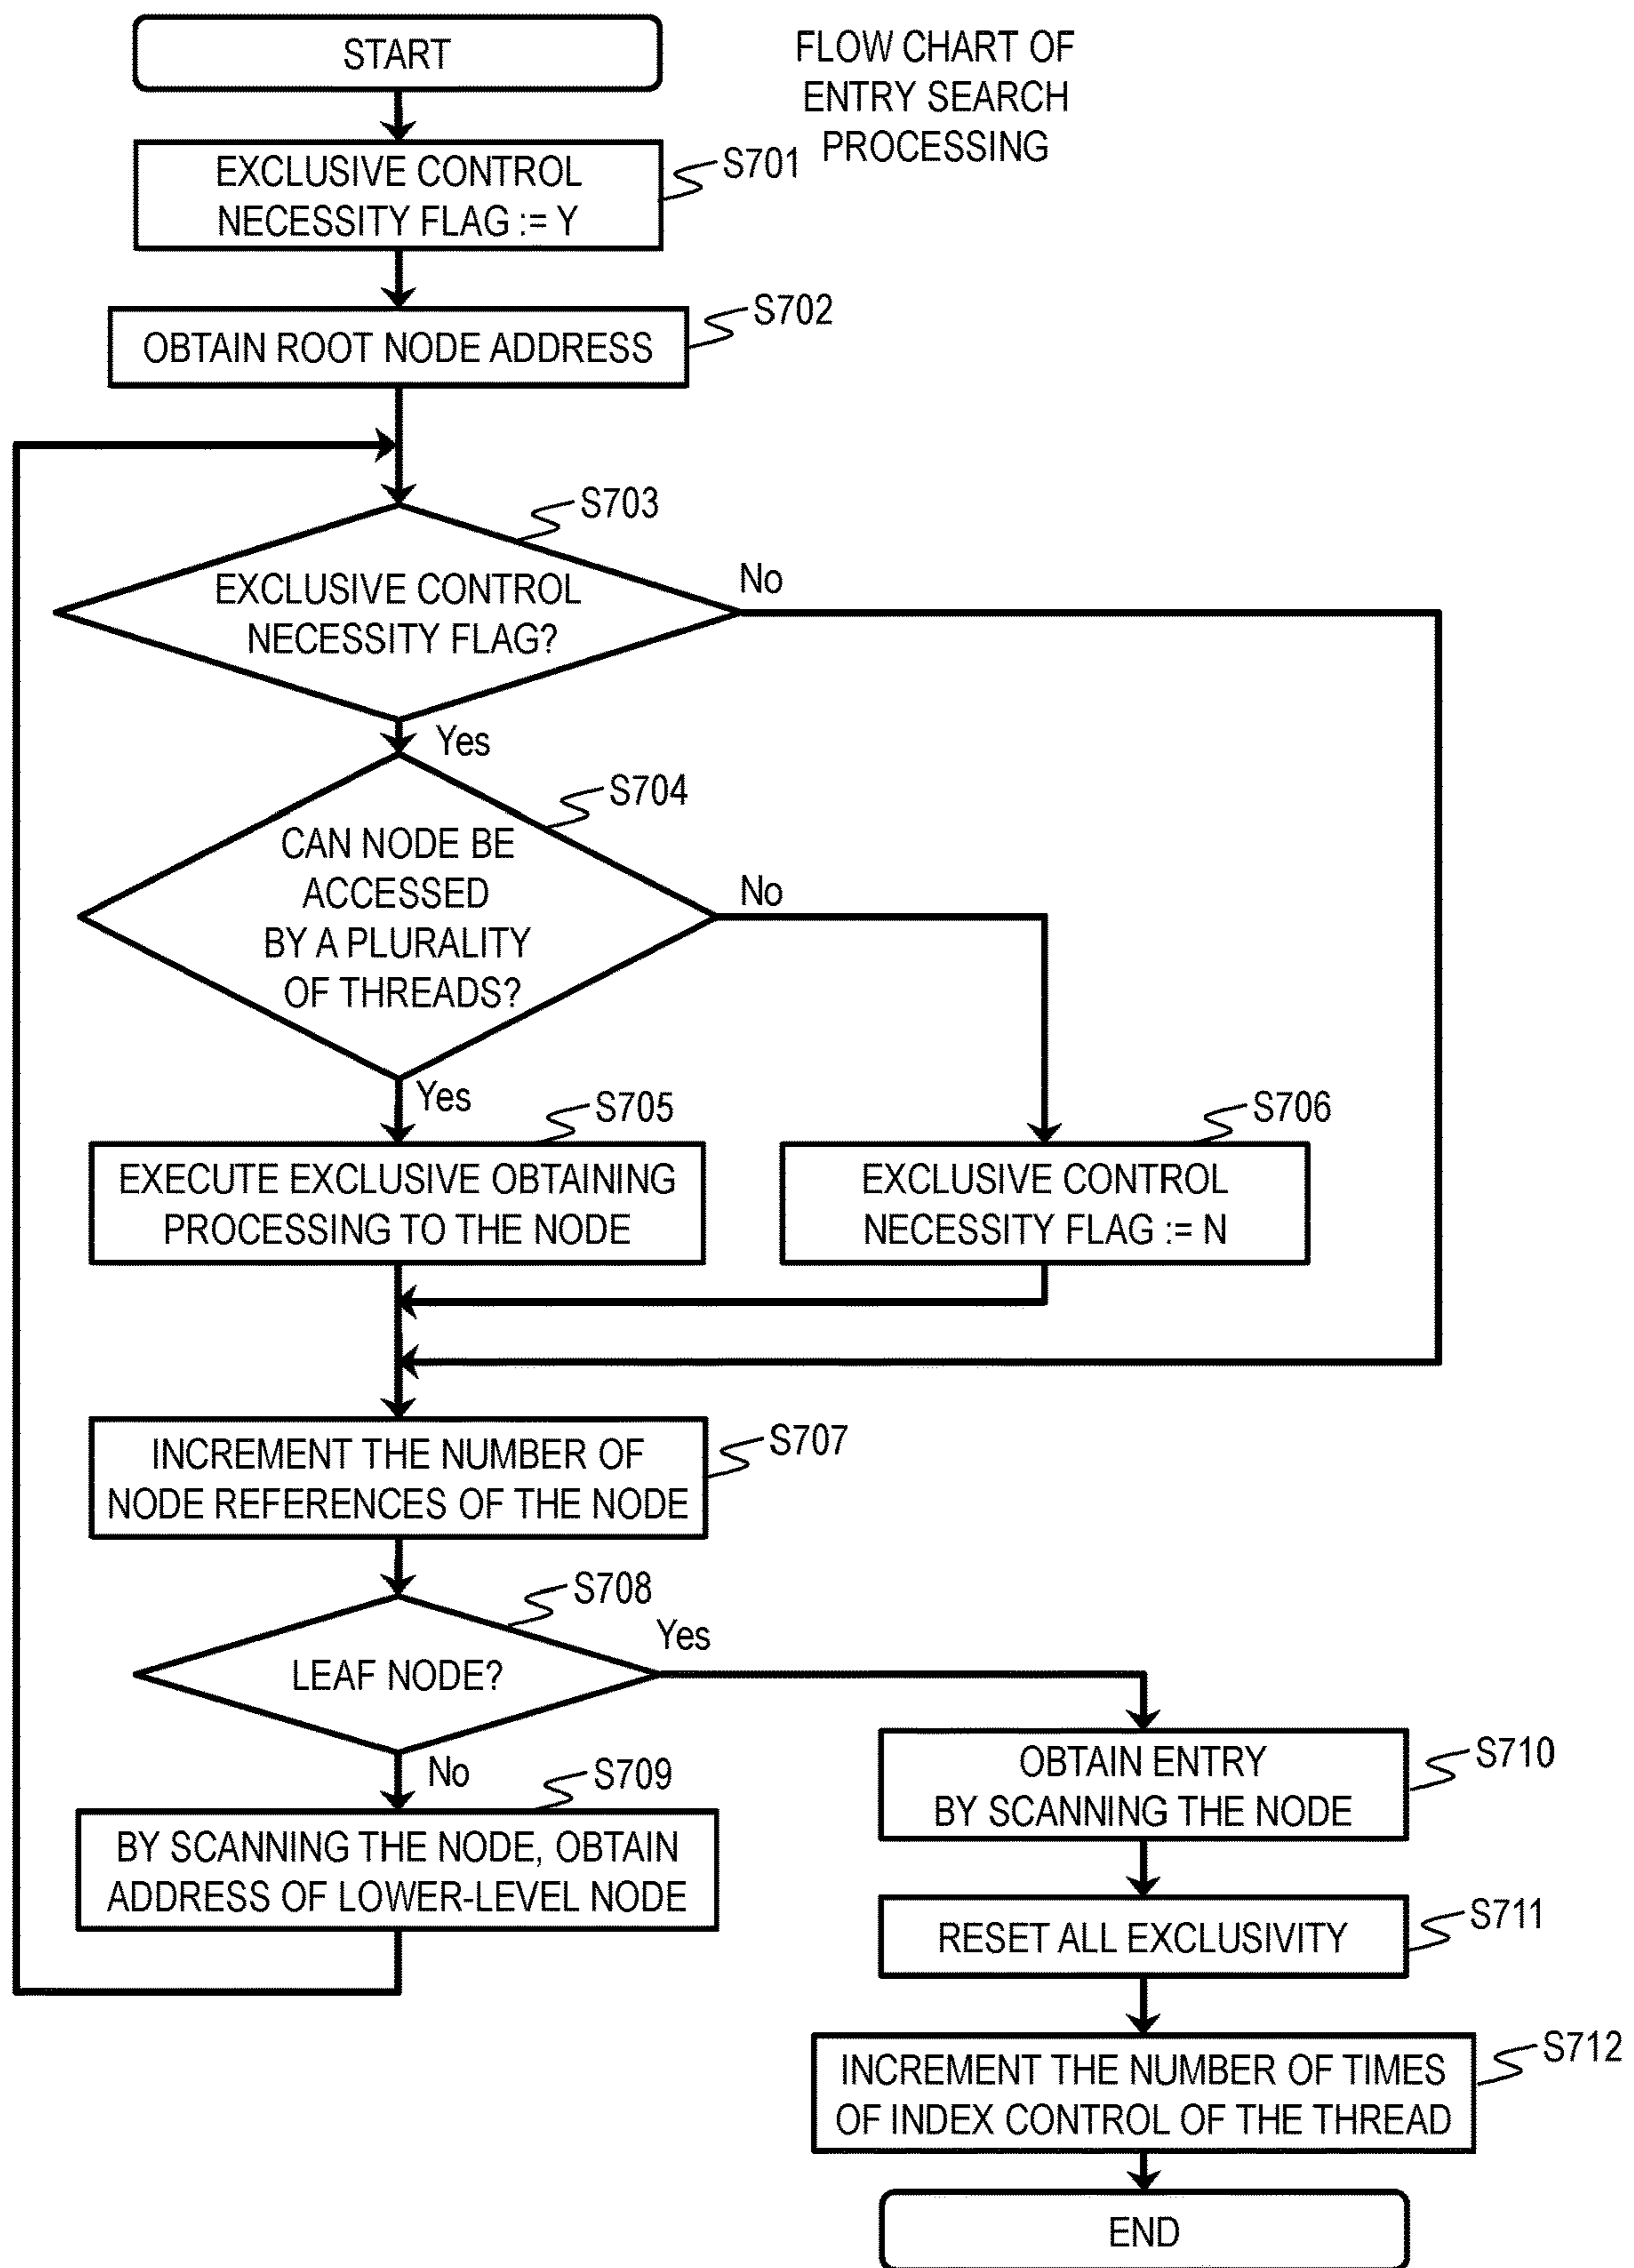 START
FLOW CHART OF
ENTRY SEARCH
PROCESSING
EXCLUSIVE CONTROL
NECESSITY FLAG := Y
S701
OBTAIN ROOT NODE ADDRESS
S702
S703
EXCLUSIVE CONTROL
NECESSITY FLAG?
No
Yes
S704
CAN NODE BE
ACCESSED
BY A PLURALITY
OF THREADS?
No
Yes
S705
EXECUTE EXCLUSIVE OBTAINING
PROCESSING TO THE NODE
S706
EXCLUSIVE CONTROL
NECESSITY FLAG := N
INCREMENT THE NUMBER OF
NODE REFERENCES OF THE NODE
S707
S708
LEAF NODE?
Yes
No
S709
BY SCANNING THE NODE, OBTAIN
ADDRESS OF LOWER-LEVEL NODE
OBTAIN ENTRY
BY SCANNING THE NODE
S710
RESET ALL EXCLUSIVITY
S711
INCREMENT THE NUMBER OF TIMES
OF INDEX CONTROL OF THE THREAD
S712
END